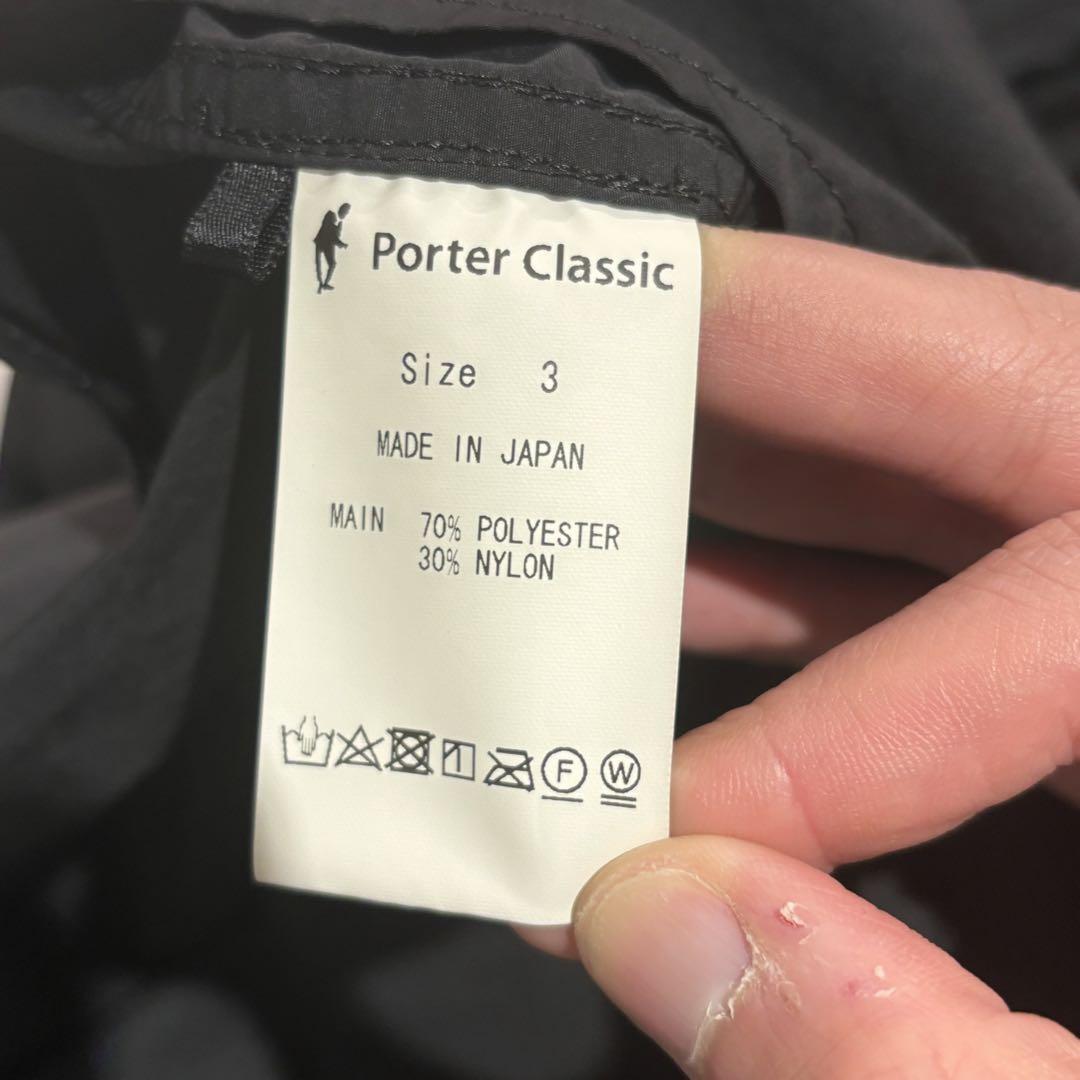 Porter Classic
Size 3
MADE IN JAPAN
MAIN 70% POLYESTER
30% NYLON
F W